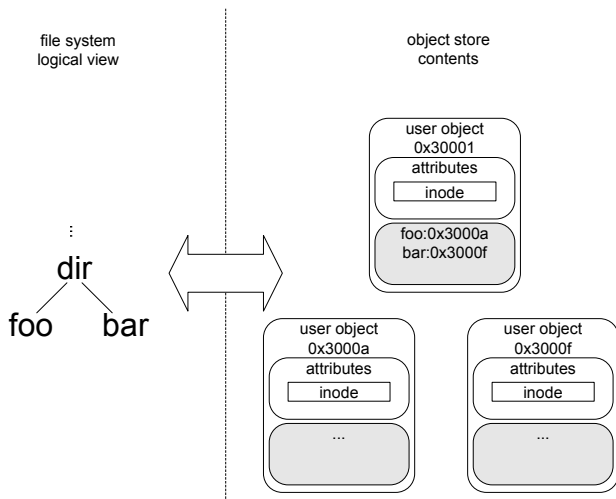 file system
logical view
object store
contents
...
dir
foo
bar
user object
0x30001
attributes
inode
foo:0x3000a
bar:0x3000f
user object
0x3000a
attributes
inode
...
user object
0x3000f
attributes
inode
...